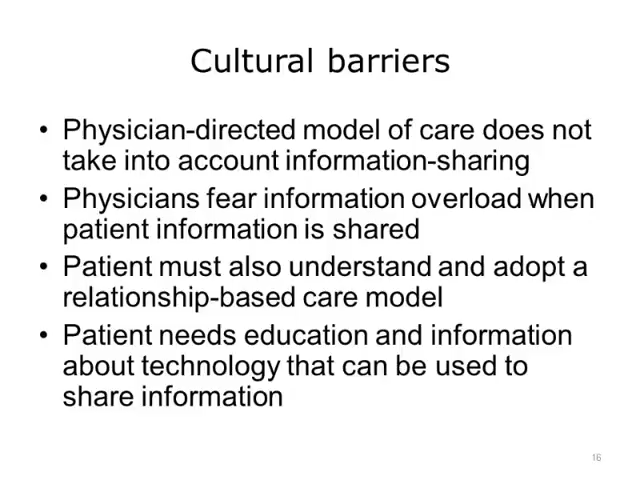 Cultural barriers
• Physician-directed model of care does not
take into account information-sharing
• Physicians fear information overload when
patient information is shared
• Patient must also understand and adopt a
relationship-based care model
• Patient needs education and information
about technology that can be used to
share information
16